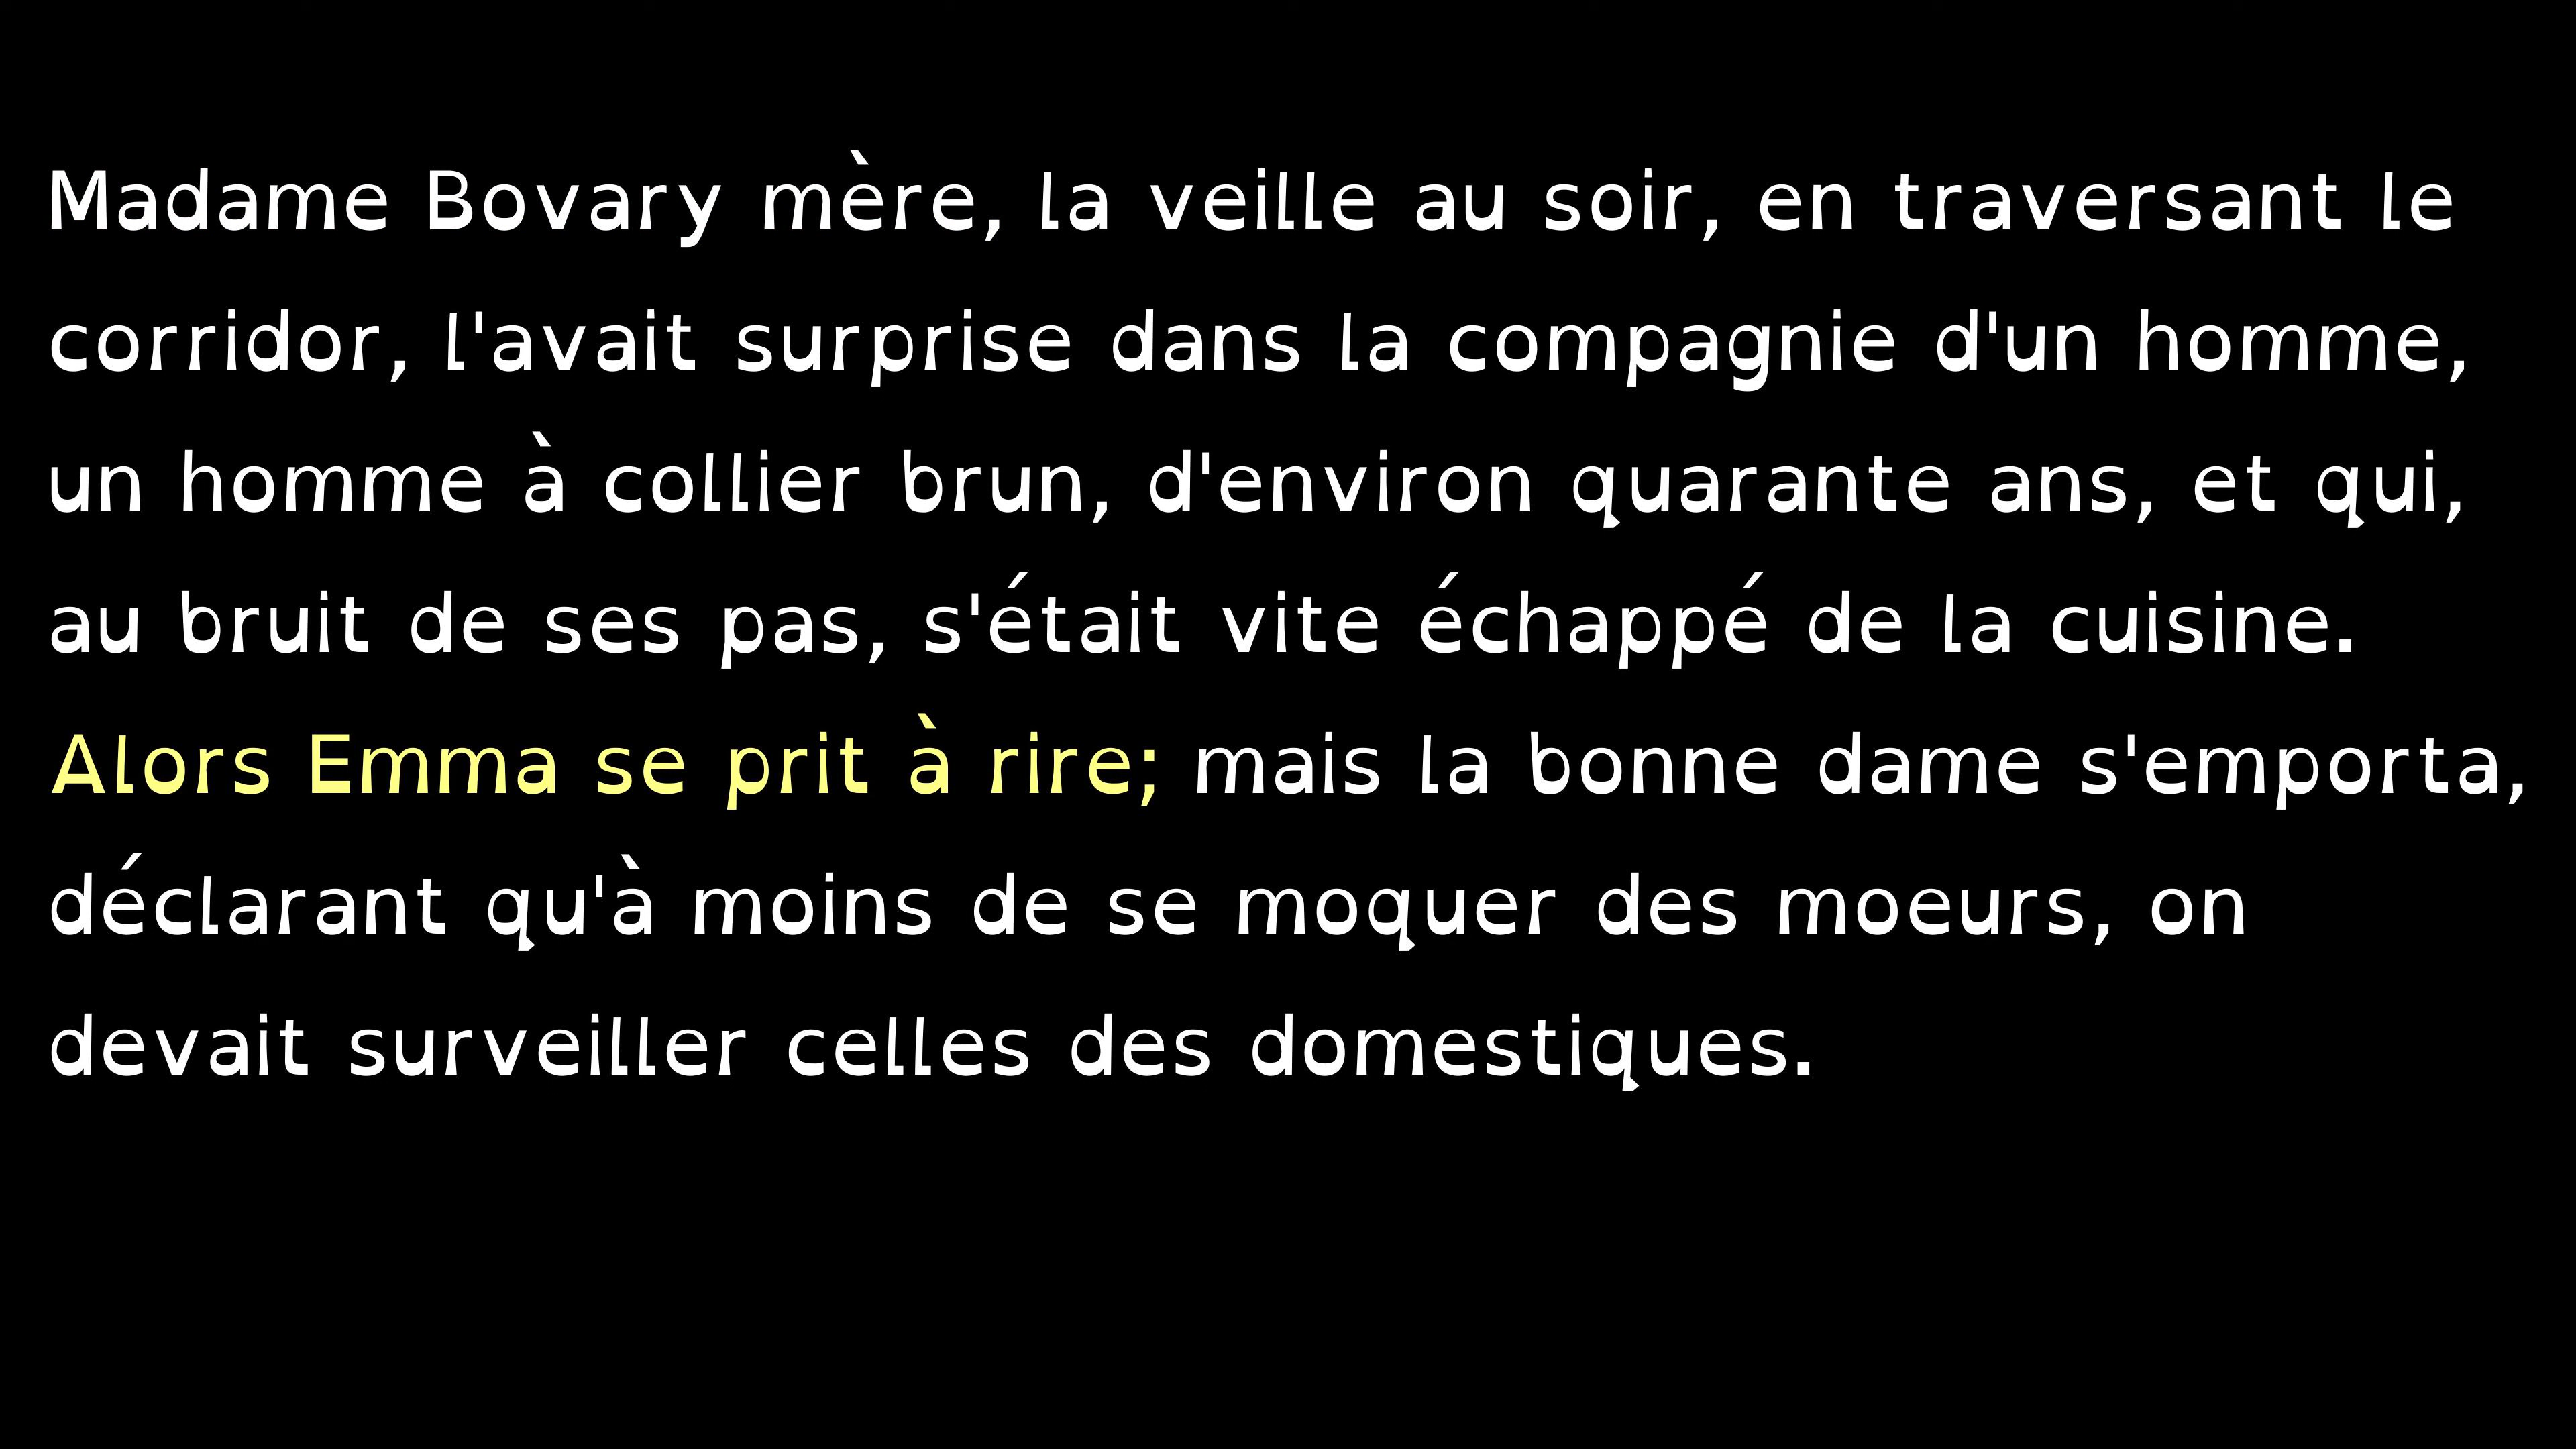 Madame Bovary mère, la veille au soir, en traversant le
corridor, l'avait surprise dans la compagnie d'un homme,
un homme à collier brun, d'environ quarante ans, et qui,
au bruit de ses pas, s'était vite échappé de la cuisine.
Alors Emma se prit à rire; mais la bonne dame s'emporta,
déclarant qu'à moins de se moquer des moeurs, on
devait surveiller celles des domestiques.